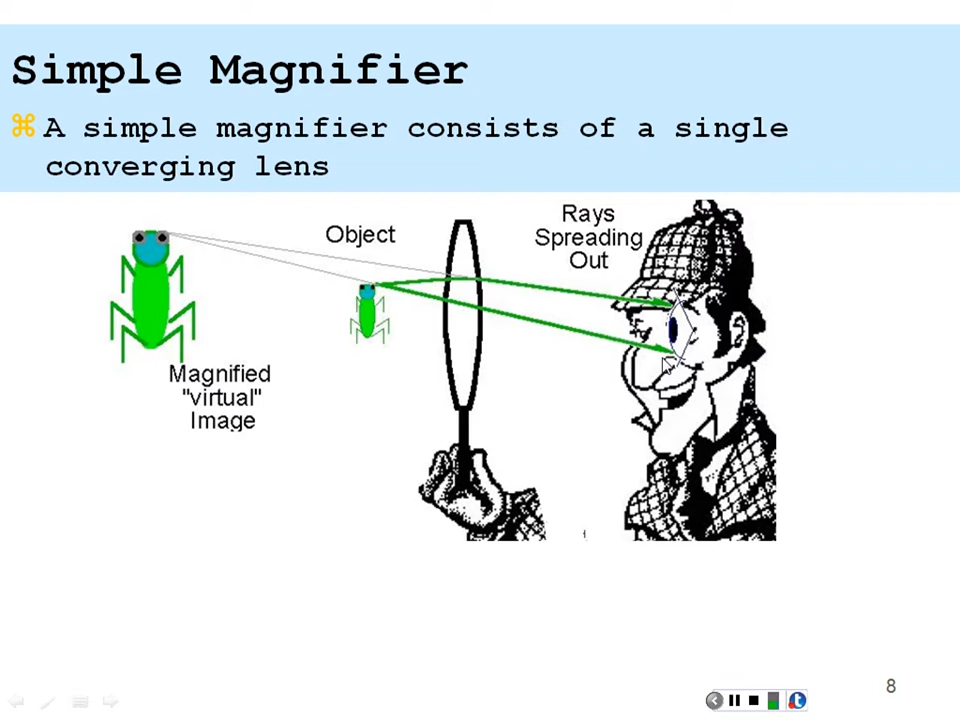 Simple Magnifier
A simple magnifier consists of a single
converging lens
Object
Rays
Spreading
Out
Magnified
"virtual"
Image
8